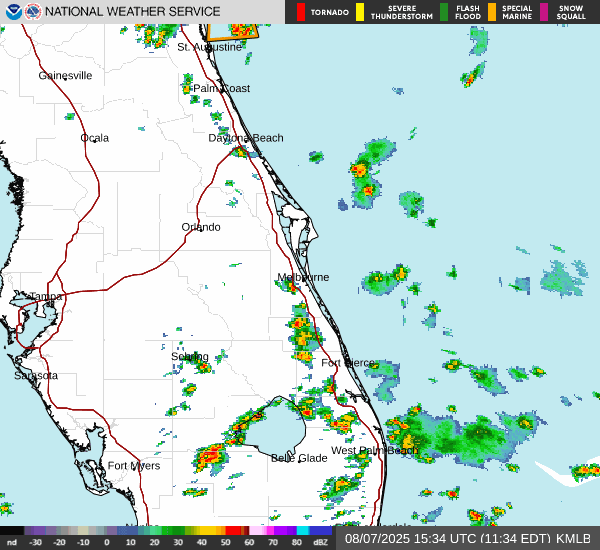 NATIONAL WEATHER SERVICE
TORNADO
SEVERE THUNDERSTORM
FLASH FLOOD
SPECIAL MARINE
SNOW SQUALL
St. Augustine
Gainesville
Palm Coast
Ocala
Daytona Beach
Orlando
Melbourne
Tampa
Sebring
Fort Pierce
Sarasota
West Palm Beach
Belle Glade
Fort Myers
nd -30 -20 -10 0 10 20 30 40 50 60 70 80 dBZ
08/07/2025 15:34 UTC (11:34 EDT) KMLB